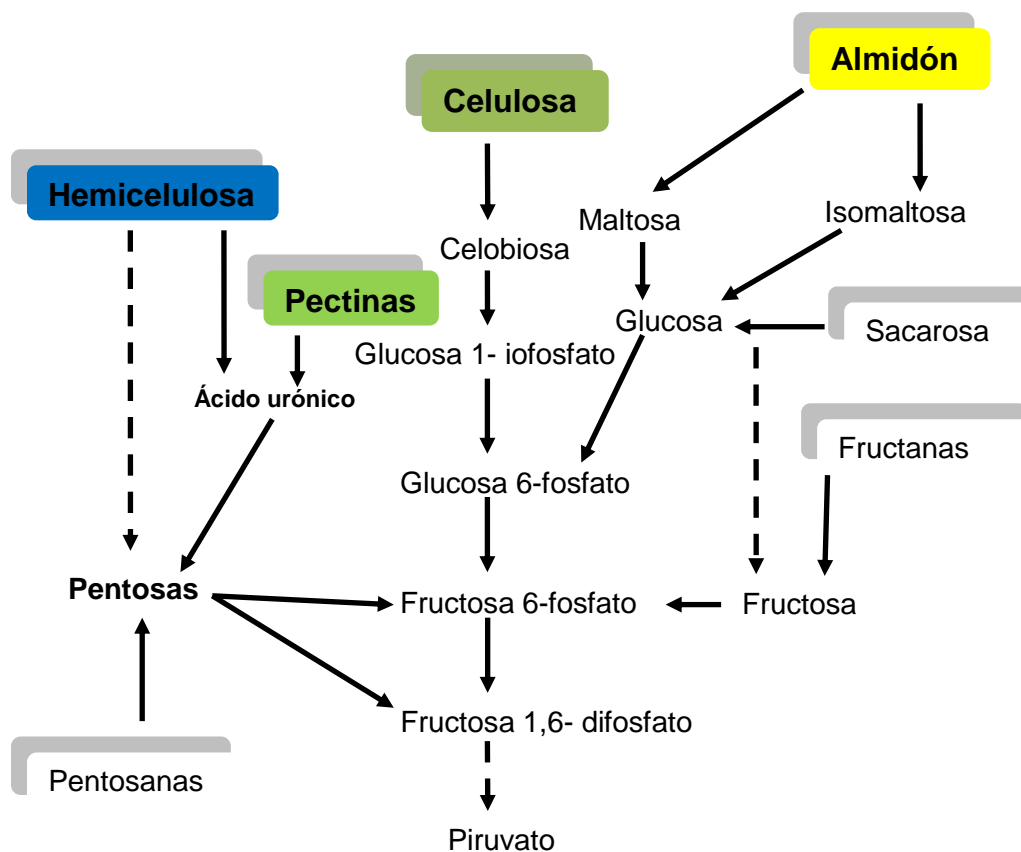 Almidón
Celulosa
Hemicelulosa
Maltosa
Isomaltosa
Celobiosa
Pectinas
Glucosa
Sacarosa
Glucosa 1- iofosfato
Ácido urónico
Fructanas
Glucosa 6-fosfato
Pentosas
Fructosa 6-fosfato
Fructosa
Fructosa 1,6- difosfato
Pentosanas
Piruvato